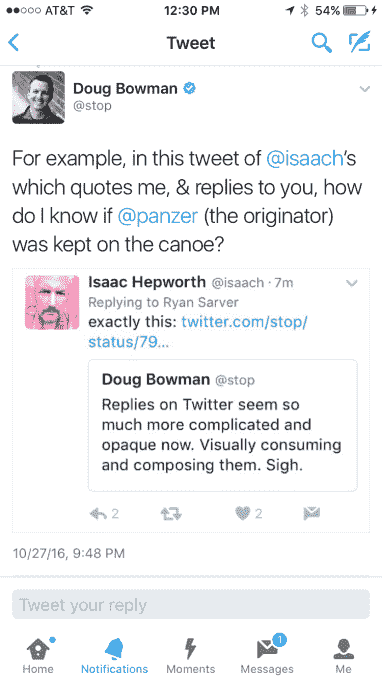 AT&T 12:30 PM 54%
Tweet
Doug Bowman
@stop
For example, in this tweet of @isaach's
which quotes me, & replies to you, how
do I know if @panzer (the originator)
was kept on the canoe?
Isaac Hepworth @isaach · 7m
Replying to Ryan Sarver
exactly this: twitter.com/stop/
status/79...
Doug Bowman @stop
Replies on Twitter seem so
much more complicated and
opaque now. Visually consuming
and composing them. Sigh.
2 2
10/27/16, 9:48 PM
Tweet your reply
1
Home Notifications Moments Messages Me